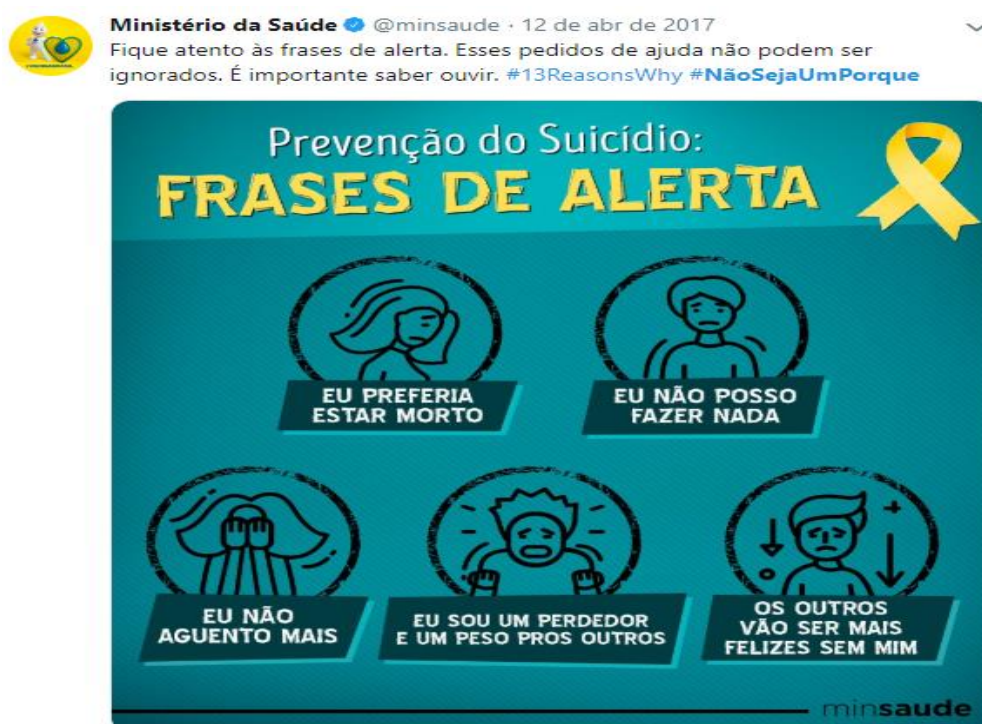 Ministério da Saúde @minsaude · 12 de abr de 2017
Fique atento às frases de alerta. Esses pedidos de ajuda não podem ser
ignorados. É importante saber ouvir. #13ReasonsWhy #NãoSejaUmPorque
Prevenção do Suicídio:
FRASES DE ALERTA
EU PREFERIA
ESTAR MORTO
EU NÃO POSSO
FAZER NADA
EU NÃO
AGUENTO MAIS
EU SOU UM PERDEDOR
E UM PESO PROS OUTROS
OS OUTROS
VÃO SER MAIS
FELIZES SEM MIM
minsaude